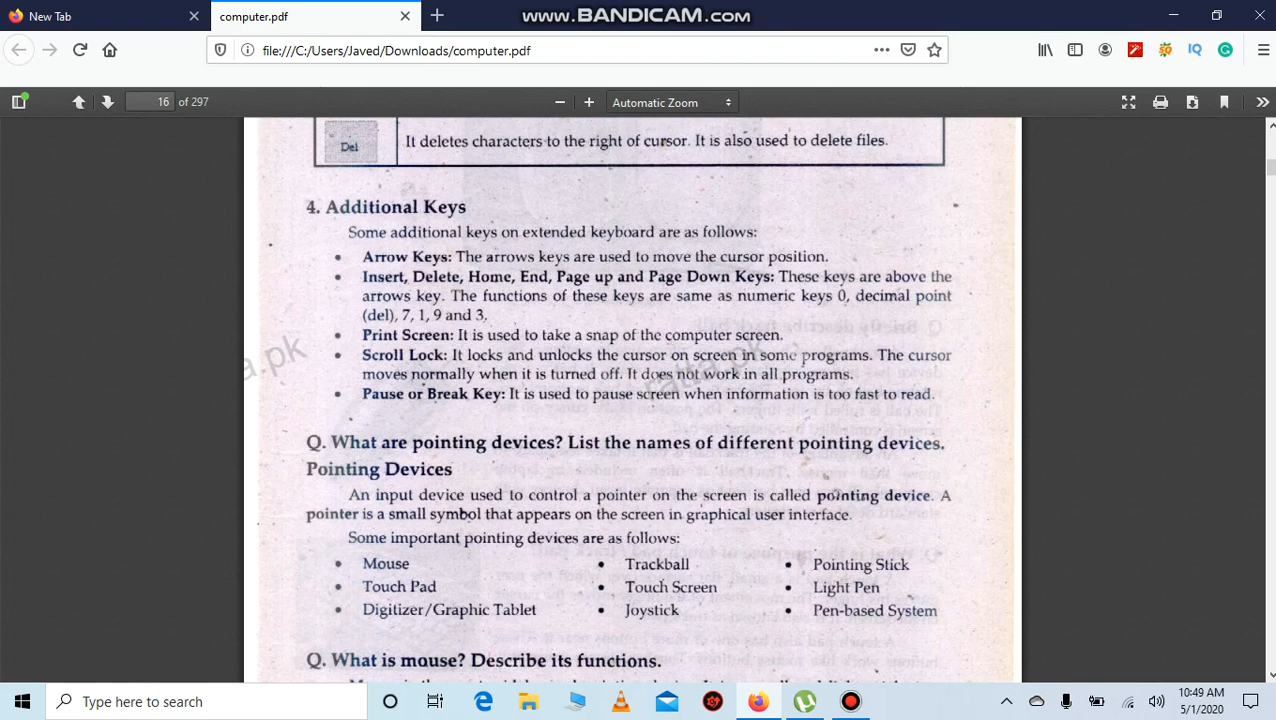 New Tab
computer.pdf
www.BANDICAM.com
file:///C:/Users/Javed/Downloads/computer.pdf
IQ
16 of 297
Automatic Zoom
Del
It deletes characters to the right of cursor. It is also used to delete files.
4. Additional Keys
Some additional keys on extended keyboard are as follows:
• Arrow Keys: The arrows keys are used to move the cursor position.
• Insert, Delete, Home, End, Page up and Page Down Keys: These keys are above the
arrows key. The functions of these keys are same as numeric keys 0, decimal point
(del), 7, 1, 9 and 3.
• Print Screen: It is used to take a snap of the computer screen.
• Scroll Lock: It locks and unlocks the cursor on screen in some programs. The cursor
moves normally when it is turned off. It does not work in all programs.
• Pause or Break Key: It is used to pause screen when information is too fast to read.
Q. What are pointing devices? List the names of different pointing devices.
Pointing Devices
An input device used to control a pointer on the screen is called pointing device. A
pointer is a small symbol that appears on the screen in graphical user interface.
Some important pointing devices are as follows:
• Mouse • Trackball • Pointing Stick
• Touch Pad • Touch Screen • Light Pen
• Digitizer/Graphic Tablet • Joystick • Pen-based System
Q. What is mouse? Describe its functions.
Type here to search
10:49 AM
5/1/2020